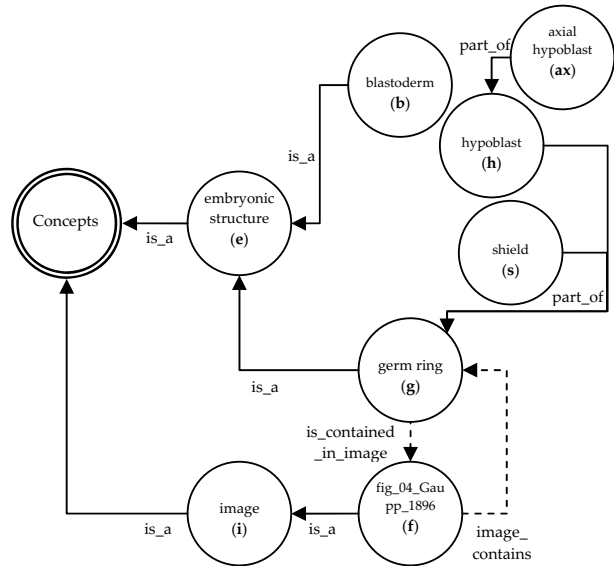 axial
hypoblast
(ax)
part_of
blastoderm
(b)
hypoblast
(h)
is_a
embryonic
structure
(e)
Concepts
is_a
shield
(s)
part_of
germ ring
(g)
is_a
is_contained
_in_image
fig_04_Gau
pp_1896
(f)
image
(i)
is_a
is_a
image_
contains